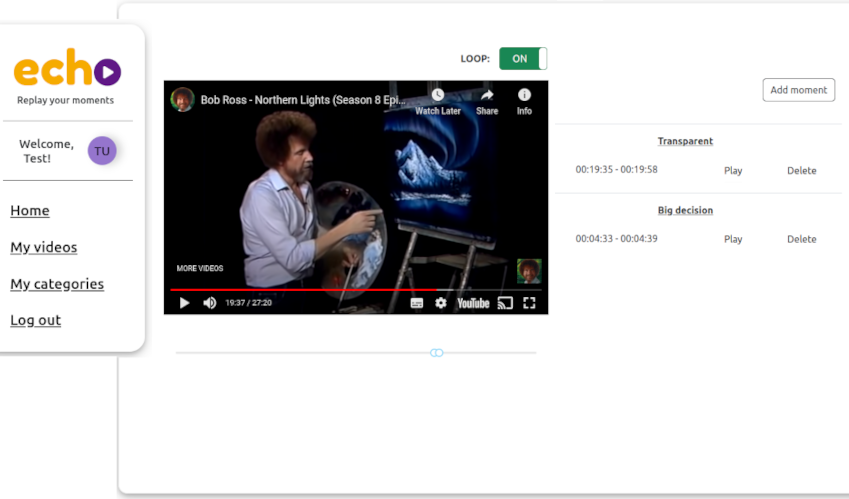 echo
Replay your moments
Welcome,
Test!
TU
Home
My videos
My categories
Log out
LOOP: ON
Bob Ross - Northern Lights (Season 8 Epi...
Watch Later
Share
Info
MORE VIDEOS
19:37 / 27:20
YouTube
Add moment
Transparent
00:19:35 - 00:19:58 Play Delete
Big decision
00:04:33 - 00:04:39 Play Delete